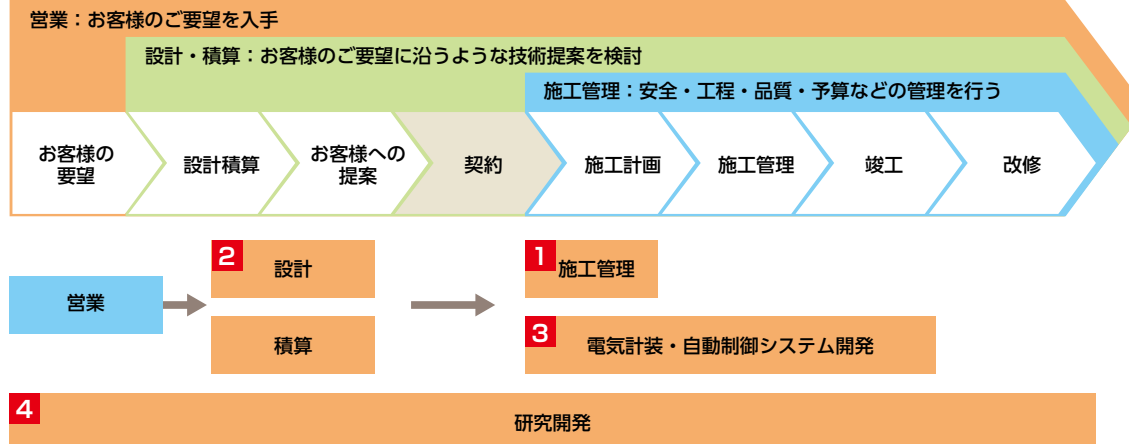 営業：お客様のご要望を入手
設計・積算：お客様のご要望に沿うような技術提案を検討
施工管理：安全・工程・品質・予算などの管理を行う
お客様の
要望
設計積算
お客様への
提案
契約
施工計画
施工管理
竣工
改修
営業
2
設計
積算
1
施工管理
3
電気計装・自動制御システム開発
4
研究開発